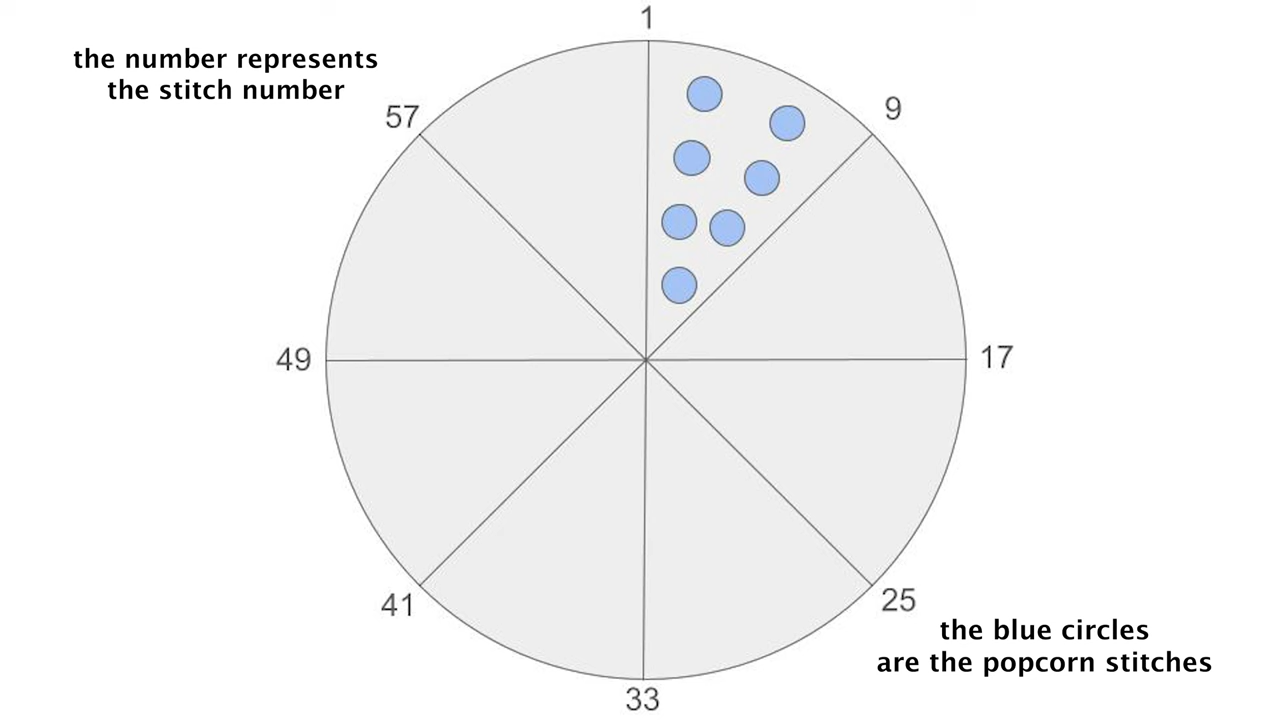 1
the number represents
the stitch number
57
9
49
17
41
25
the blue circles
are the popcorn stitches
33